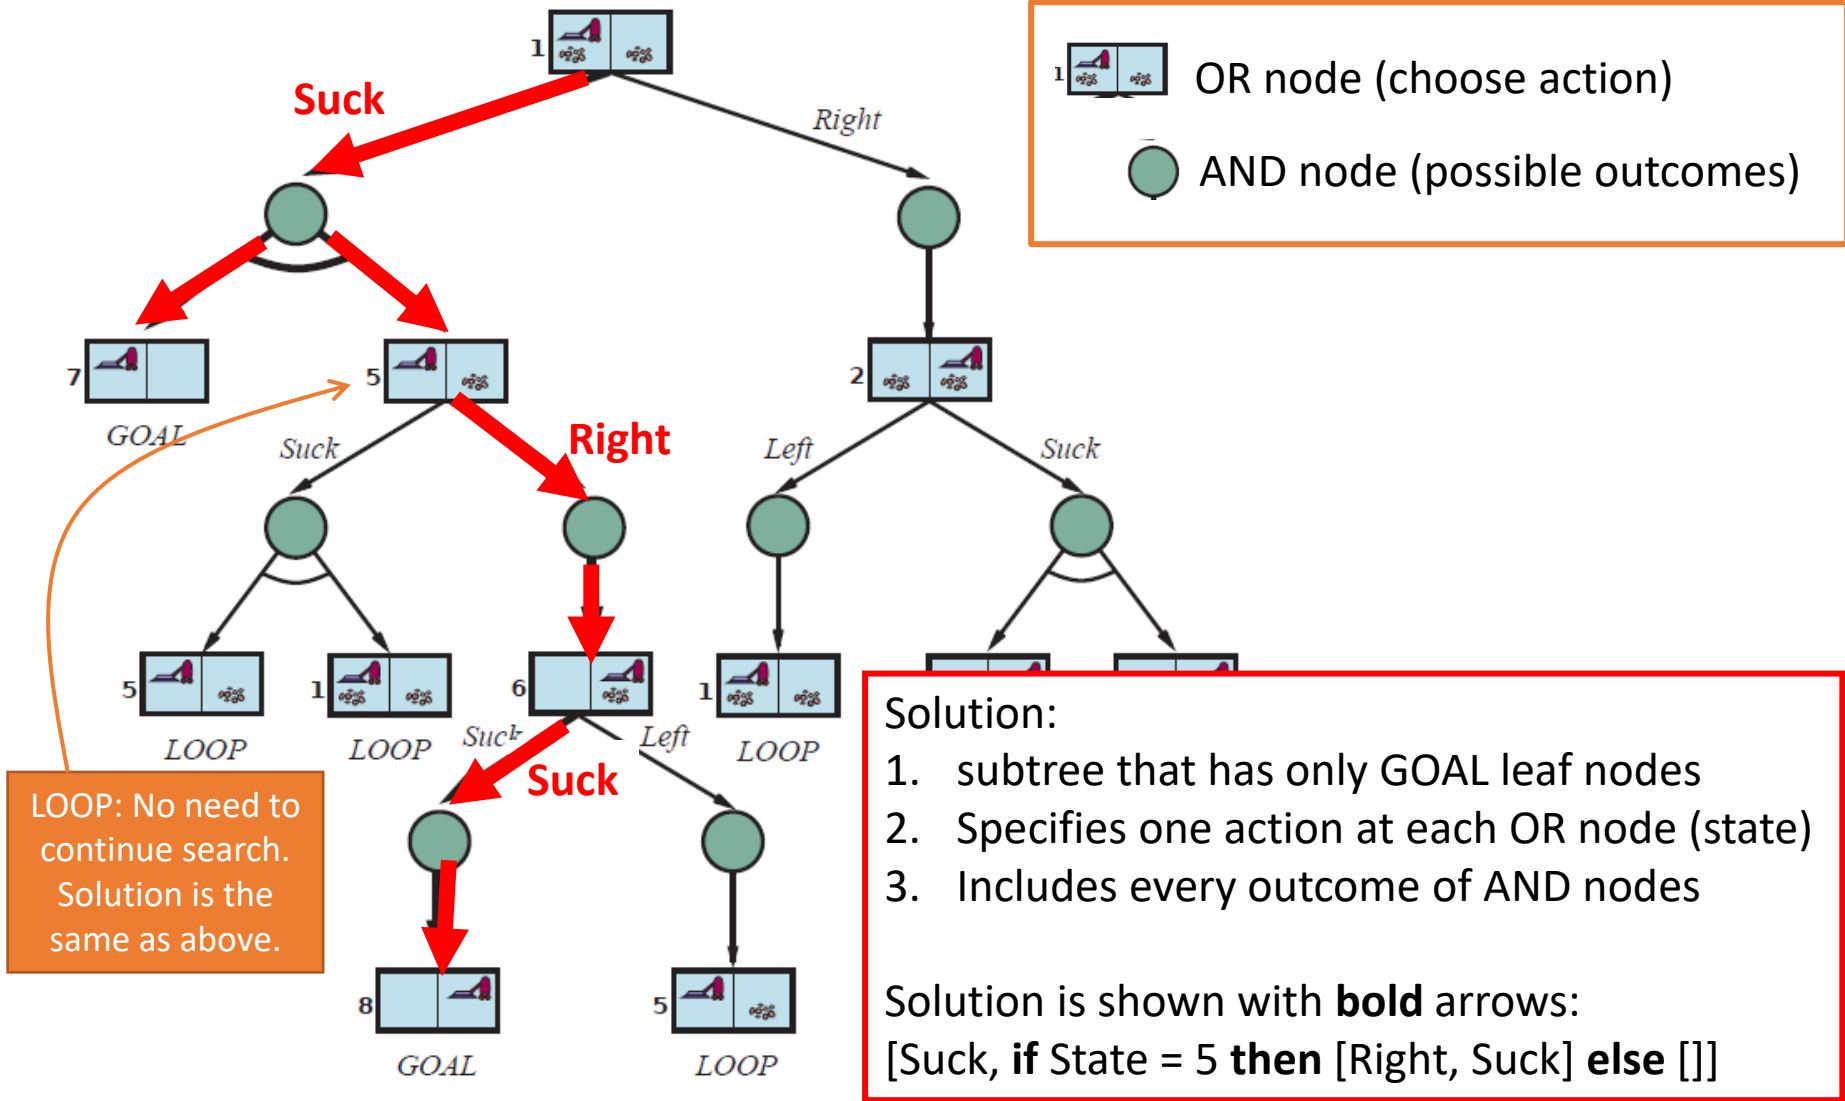 1
Suck
Right
1
OR node (choose action)
AND node (possible outcomes)
7
5
2
GOAL
Suck
Right
Left
Suck
5
1
6
1
LOOP
LOOP
Suck
Left
LOOP
Suck
LOOP: No need to
continue search.
Solution is the
same as above.
8
5
GOAL
LOOP
Solution:
1. subtree that has only GOAL leaf nodes
2. Specifies one action at each OR node (state)
3. Includes every outcome of AND nodes
Solution is shown with bold arrows:
[Suck, if State = 5 then [Right, Suck] else []]